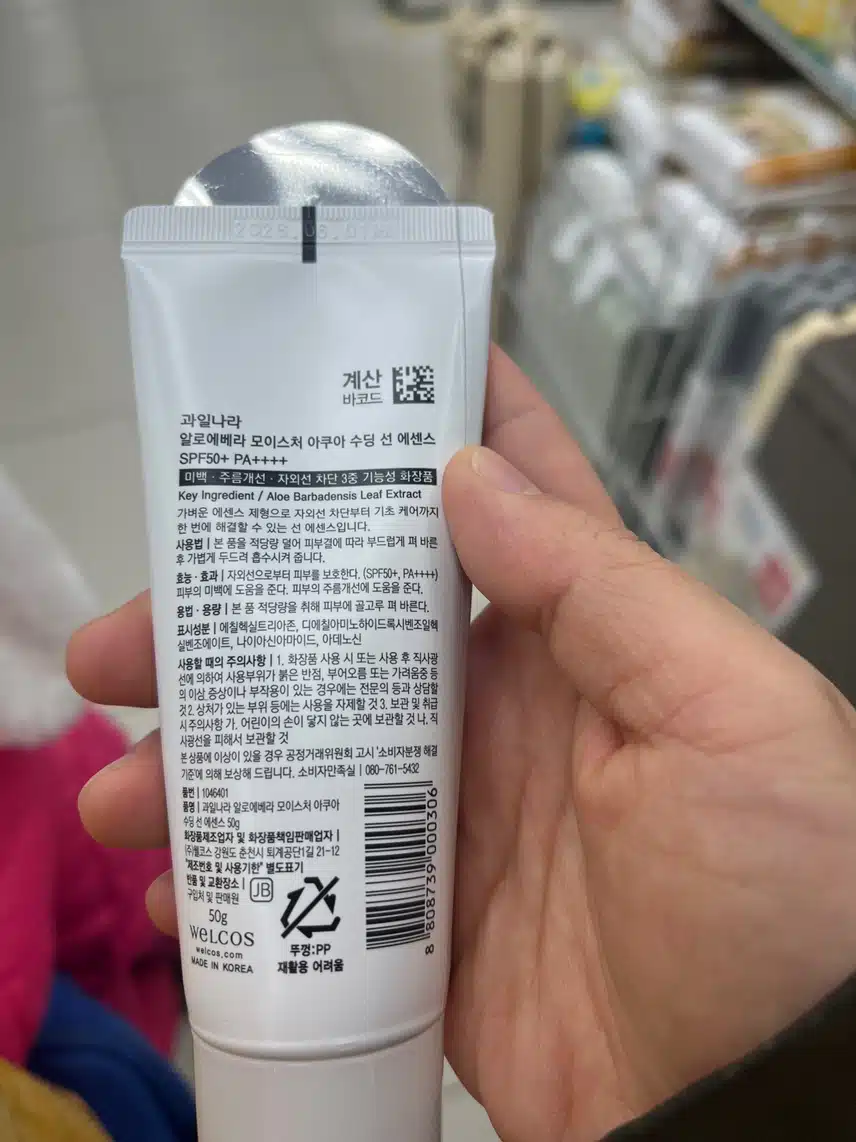 계산
바코드
과일나라
알로에베라 모이스처 아쿠아 수딩 선 에센스
SPF50+ PA++++
미백 · 주름개선 · 자외선 차단 3중 기능성 화장품
Key Ingredient / Aloe Barbadensis Leaf Extract
가벼운 에센스 제형으로 자외선 차단부터 기초 케어까지
한 번에 해결할 수 있는 선 에센스입니다.
사용법 | 본 품을 적당량 덜어 피부결에 따라 부드럽게 펴 바른
후 가볍게 두드려 흡수시켜 줍니다.
효능 · 효과 | 자외선으로부터 피부를 보호한다. (SPF50+, PA++++)
피부의 미백에 도움을 준다. 피부의 주름개선에 도움을 준다.
용법 · 용량 | 본 품 적당량을 취해 피부에 골고루 펴 바른다.
표시성분 | 에칠헥실트리아존, 디에칠아미노하이드록시벤조일헥
실벤조에이트, 나이아신아마이드, 아데노신
사용할 때의 주의사항 | 1. 화장품 사용 시 또는 사용 후 직사광
선에 의하여 사용부위가 붉은 반점, 부어오름 또는 가려움증 등
의 이상 증상이나 부작용이 있는 경우에는 전문의 등과 상담할
것 2. 상처가 있는 부위 등에는 사용을 자제할 것 3. 보관 및 취급
시 주의사항 가. 어린이의 손이 닿지 않는 곳에 보관할 것 나. 직
사광선을 피해서 보관할 것
본 상품에 이상이 있을 경우 공정거래위원회 고시 '소비자분쟁 해결
기준'에 의해 보상해 드립니다. 소비자만족실 | 080-761-5432
품번 | 1046401
품명 | 과일나라 알로에베라 모이스처 아쿠아
수딩 선 에센스 50g
화장품제조업자 및 화장품책임판매업자 |
(주)웰코스 강원도 춘천시 퇴계공단1길 21-12
"제조번호 및 사용기한" 별도표기
반품 및 교환장소 |
구입처 및 판매원
JB
50g
WeLCOS
welcos.com
MADE IN KOREA
뚜껑:PP
재활용 어려움
8 808739 000306